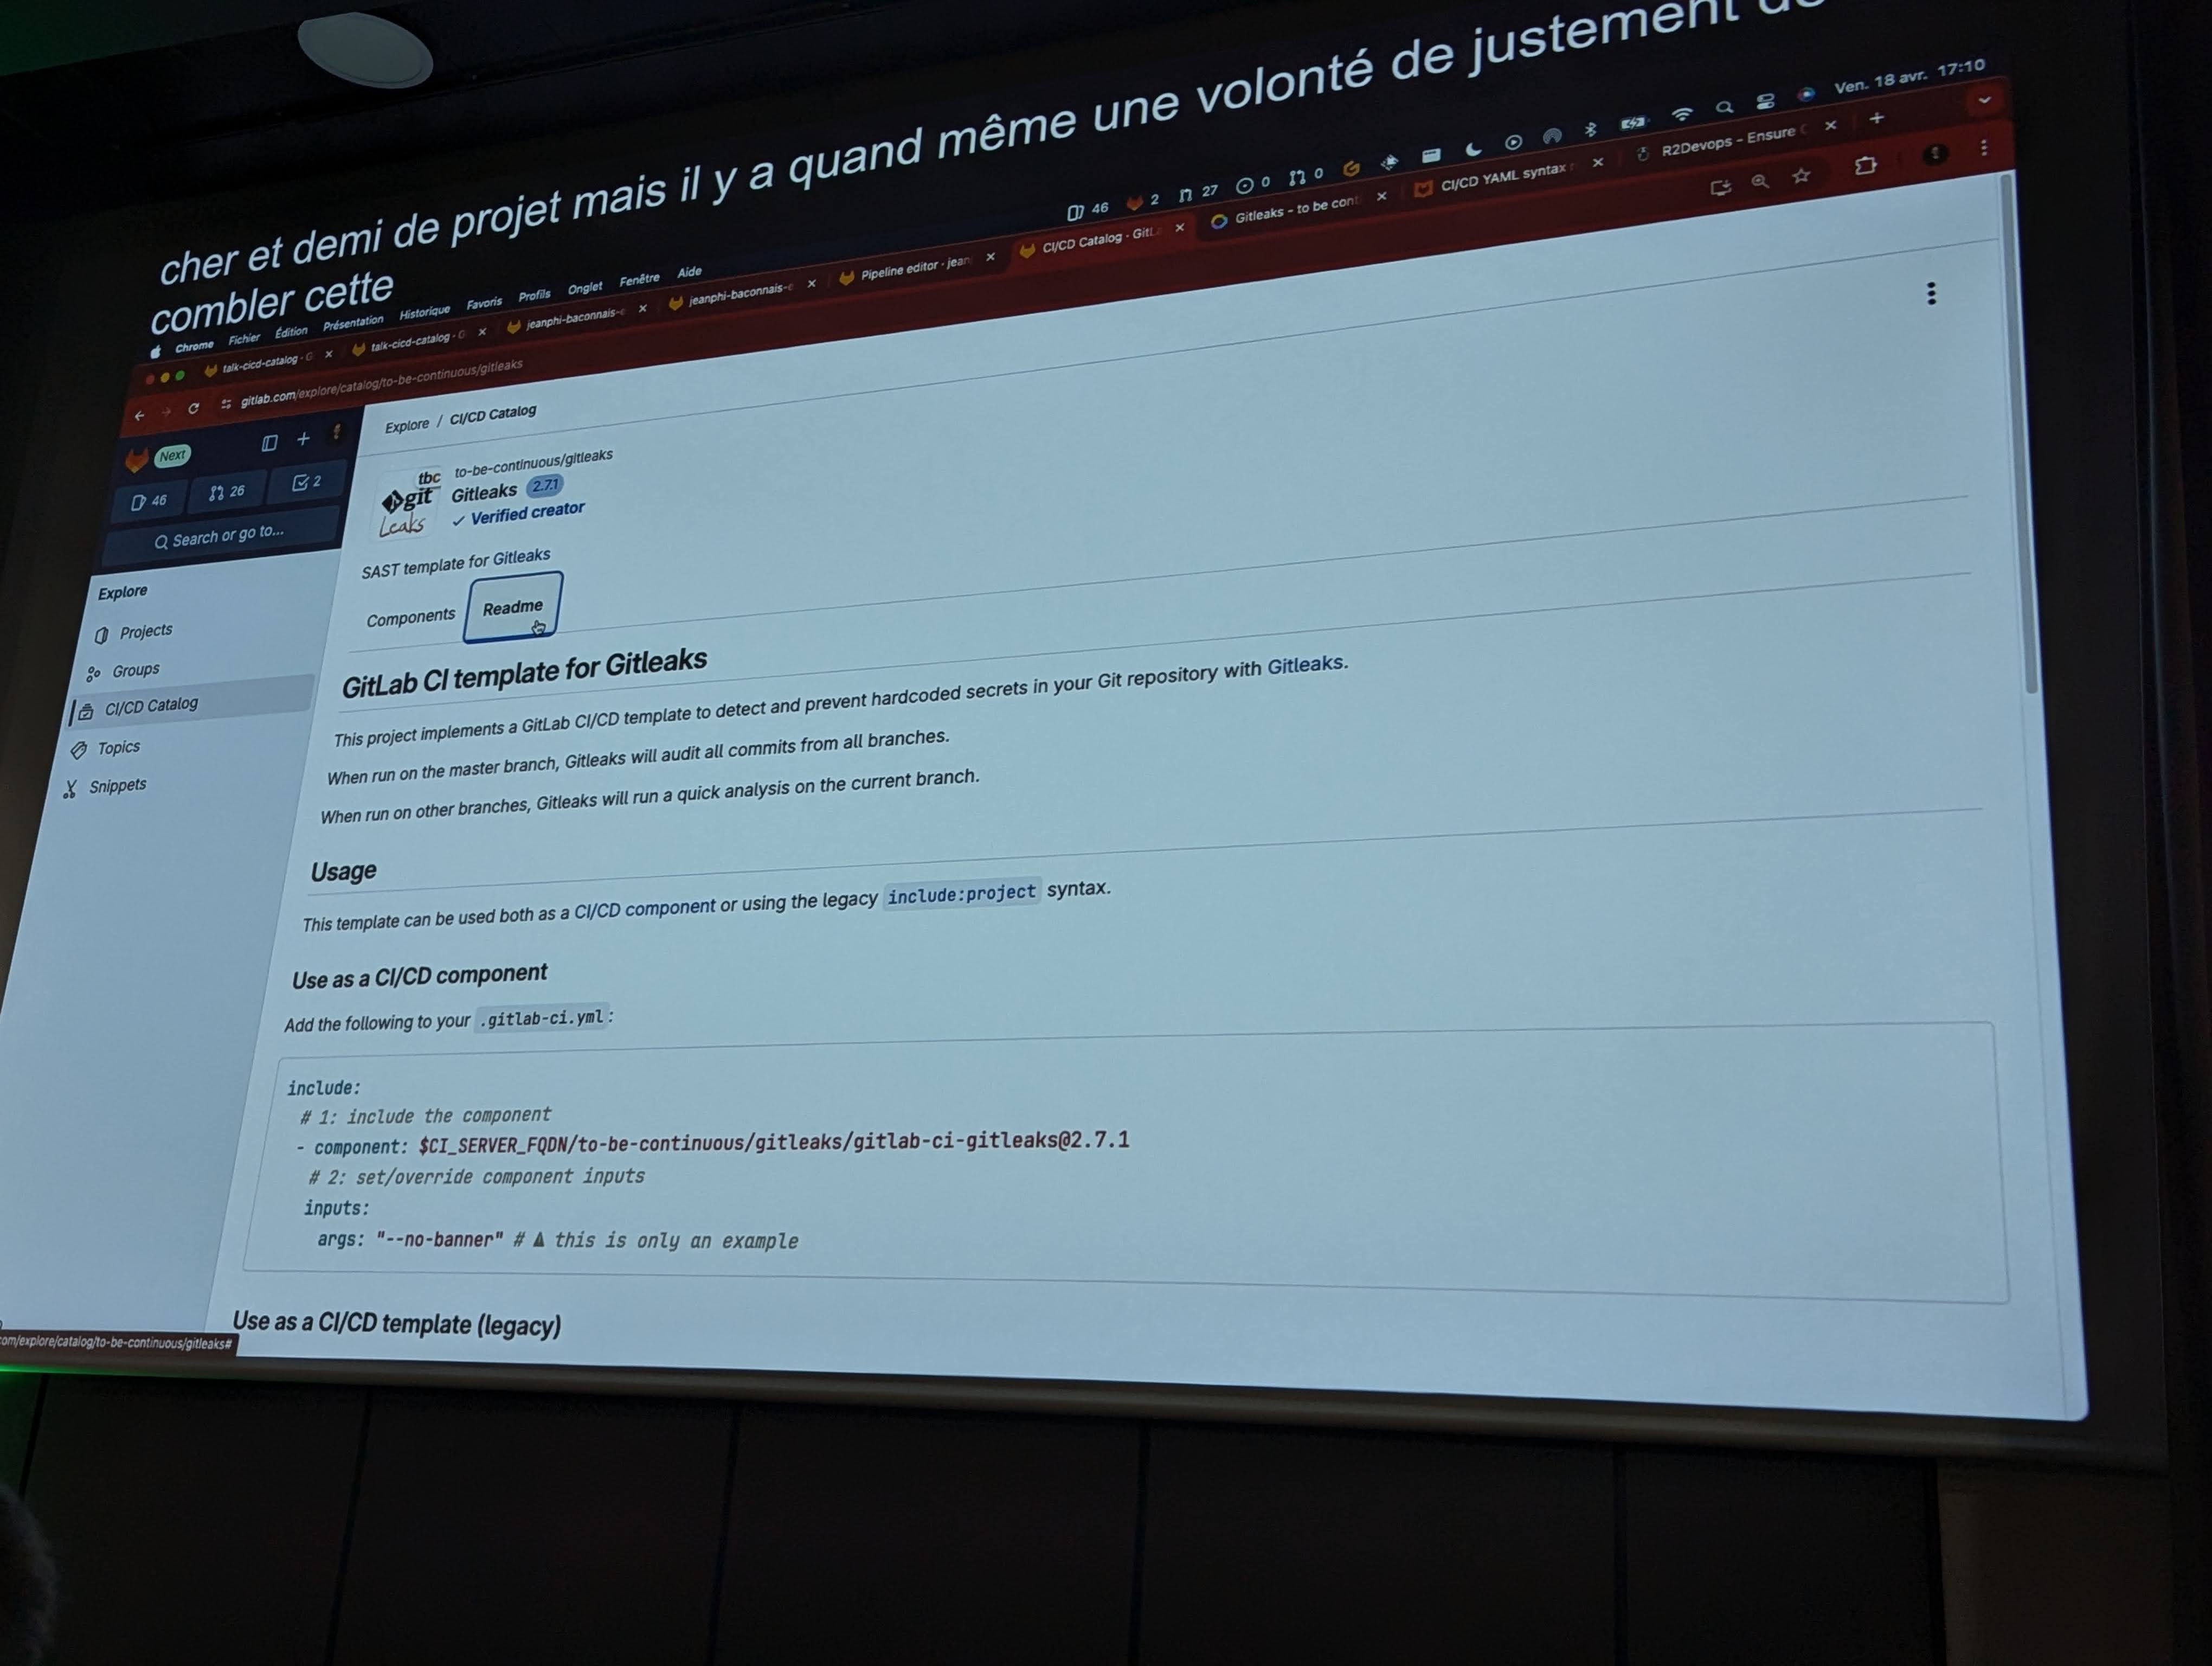 cher et demi de projet mais il y a quand même une volonté de justement
combler cette
Chrome Fichier Édition Présentation Historique Favoris Profils Onglet Fenêtre Aide
46 2 27 0 0
Ven. 18 avr. 17:10
talk-cicd-catalog - G
talk-cicd-catalog - G
jeanphi-baconnais-
jeanphi-baconnais-
Pipeline editor · jean
CI/CD Catalog · GitL
Gitleaks - to be cont
CI/CD YAML syntax
R2Devops - Ensure
gitlab.com/explore/catalog/to-be-continuous/gitleaks
Next
46 26 2
Search or go to...
Explore
Projects
Groups
CI/CD Catalog
Topics
Snippets
Explore / CI/CD Catalog
tbc
git
Leaks
to-be-continuous/gitleaks
Gitleaks 2.7.1
Verified creator
SAST template for Gitleaks
Components Readme
GitLab CI template for Gitleaks
This project implements a GitLab CI/CD template to detect and prevent hardcoded secrets in your Git repository with Gitleaks.
When run on the master branch, Gitleaks will audit all commits from all branches.
When run on other branches, Gitleaks will run a quick analysis on the current branch.
Usage
This template can be used both as a CI/CD component or using the legacy include:project syntax.
Use as a CI/CD component
Add the following to your .gitlab-ci.yml:
include:
# 1: include the component
- component: $CI_SERVER_FQDN/to-be-continuous/gitleaks/gitlab-ci-gitleaks@2.7.1
# 2: set/override component inputs
inputs:
args: "--no-banner" # ⚠ this is only an example
Use as a CI/CD template (legacy)
om/explore/catalog/to-be-continuous/gitleaks#